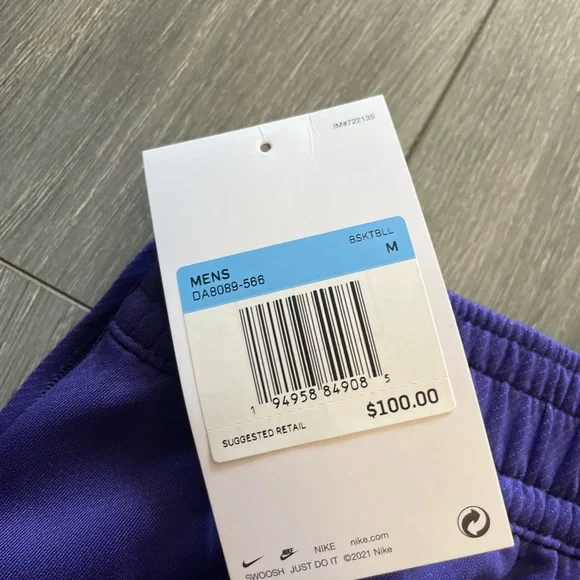 IM#722135
MENS BSKTBLL
DA8089-566 M
1 94958 84908 5
SUGGESTED RETAIL $100.00
NIKE nike.com
SWOOSH JUST DO IT ©2021 Nike